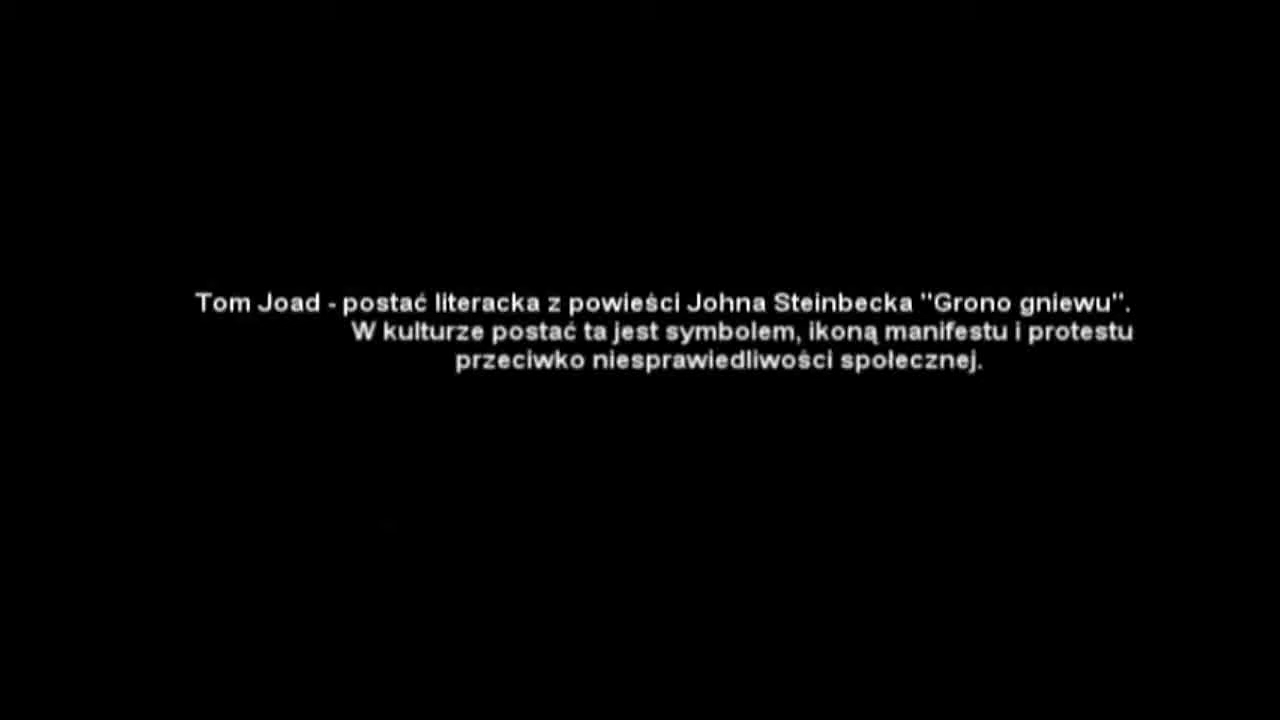 Tom Joad - postać literacka z powieści Johna Steinbecka "Grono gniewu".
W kulturze postać ta jest symbolem, ikoną manifestu i protestu
przeciwko niesprawiedliwości społecznej.